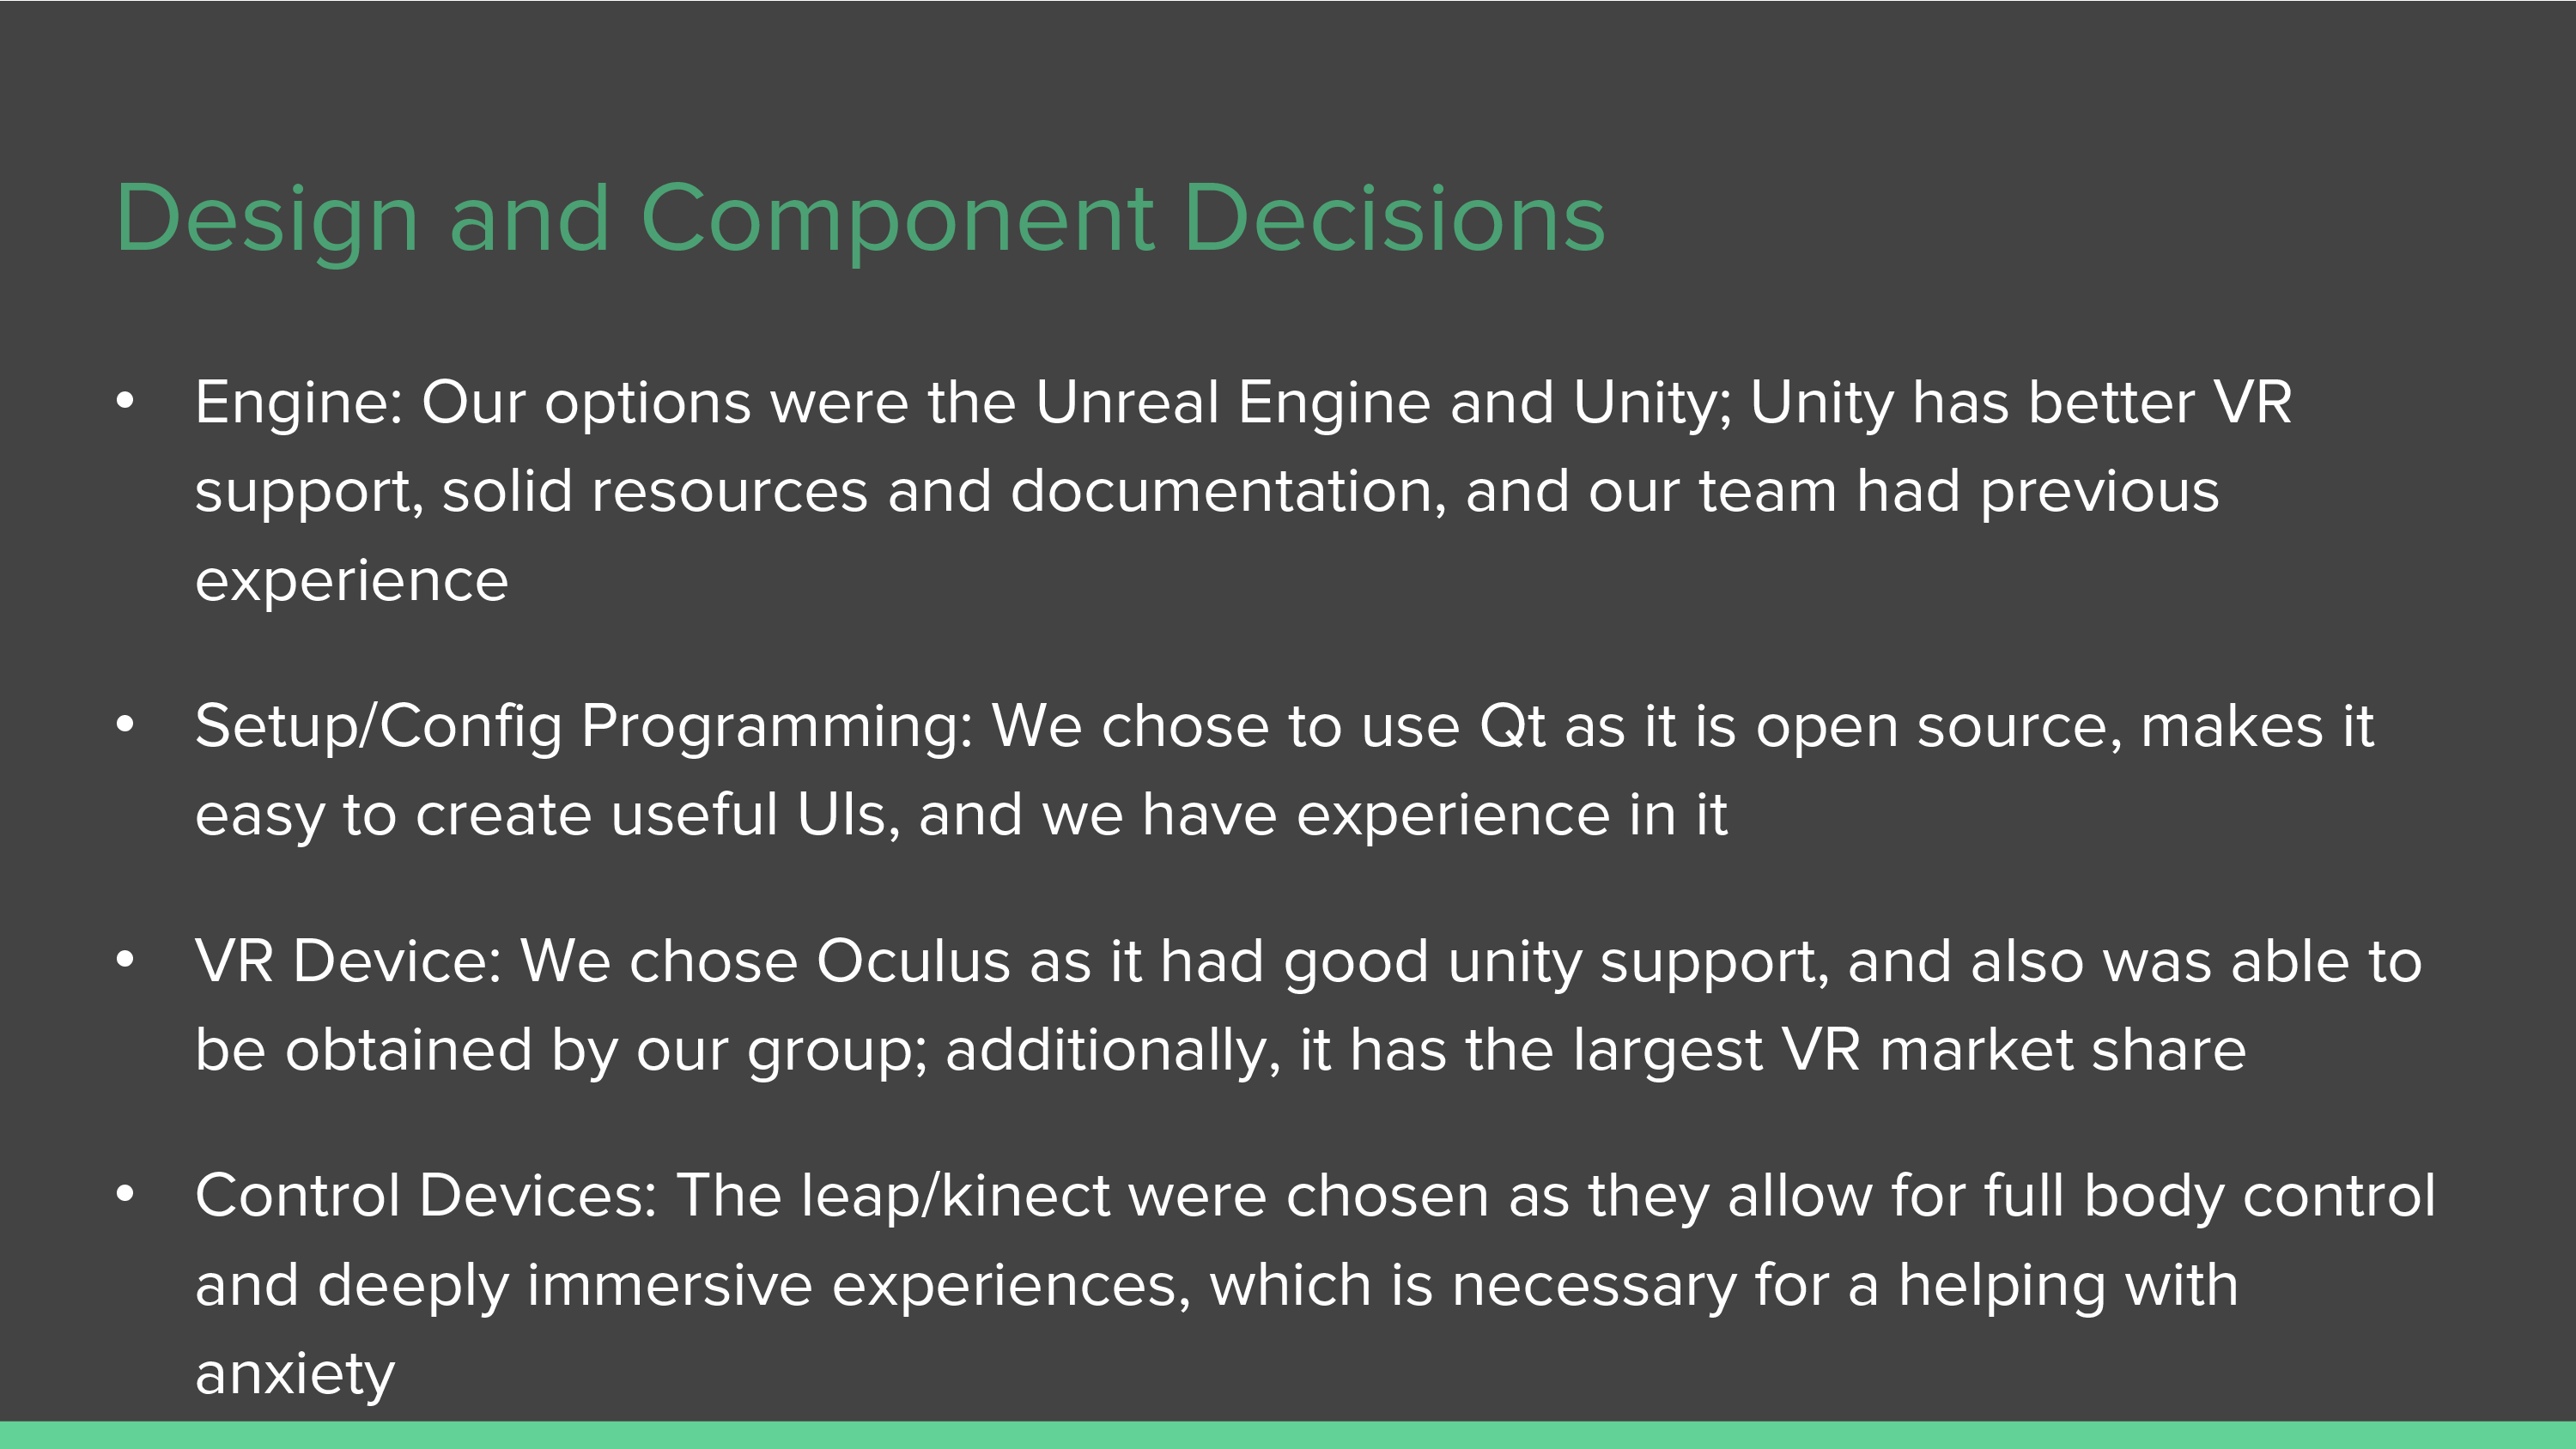 Design and Component Decisions
• Engine: Our options were the Unreal Engine and Unity; Unity has better VR
support, solid resources and documentation, and our team had previous
experience
• Setup/Config Programming: We chose to use Qt as it is open source, makes it
easy to create useful UIs, and we have experience in it
• VR Device: We chose Oculus as it had good unity support, and also was able to
be obtained by our group; additionally, it has the largest VR market share
• Control Devices: The leap/kinect were chosen as they allow for full body control
and deeply immersive experiences, which is necessary for a helping with
anxiety